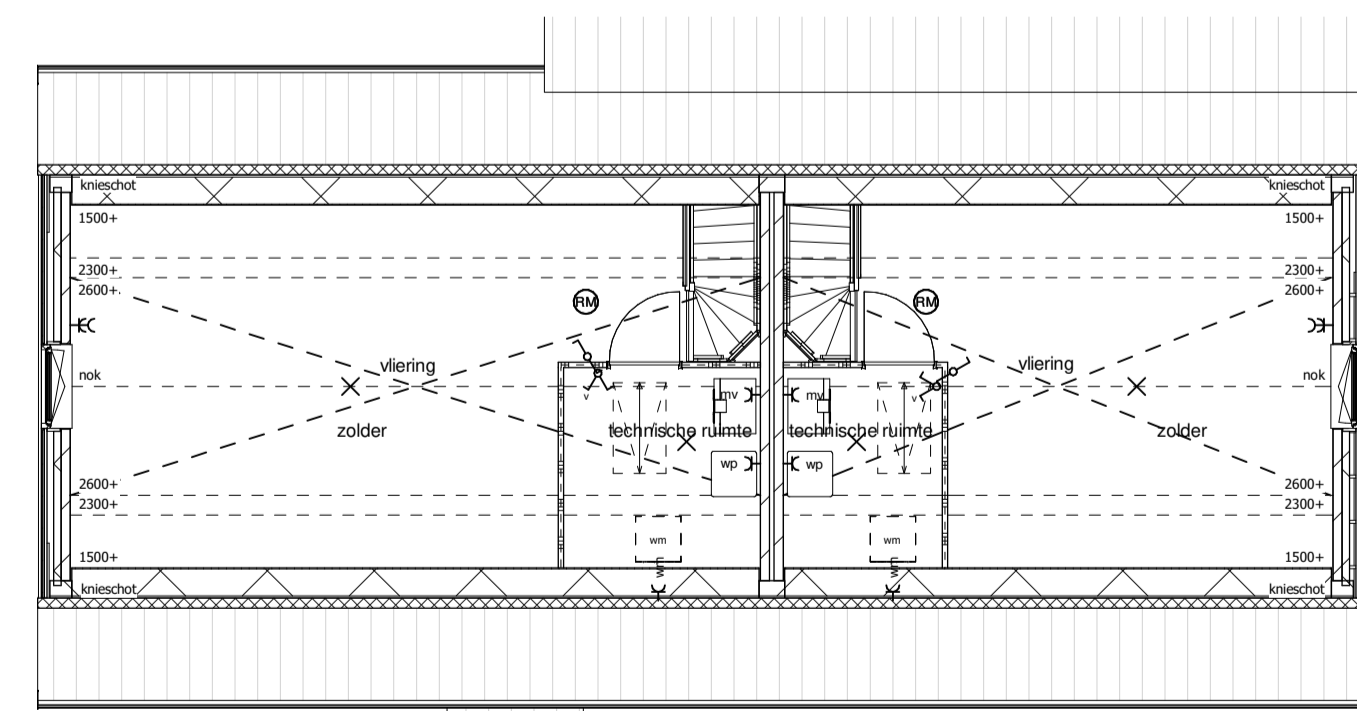 knieschot
knieschot
1500+
1500+
2300+
2300+
2600+
2600+
RM
RM
vliering
vliering
nok
nok
v
mv
mv
v
zolder
technische ruimte
technische ruimte
zolder
wp
wp
2600+
2600+
2300+
2300+
wm
wm
1500+
1500+
wm
wm
knieschot
knieschot